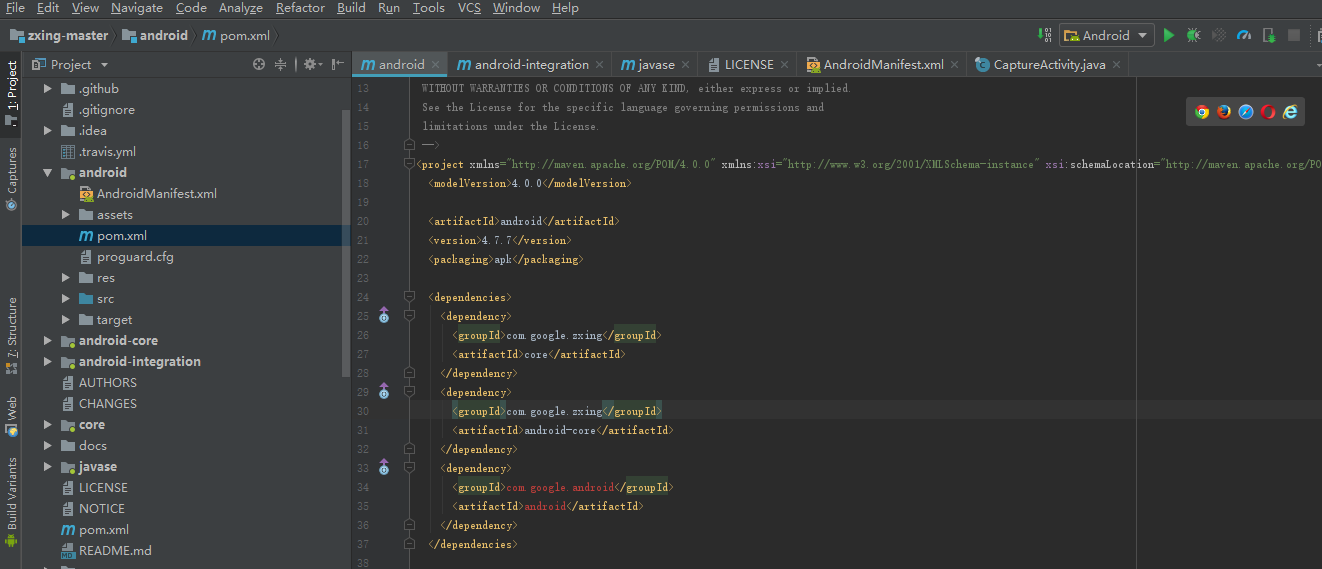 File Edit View Navigate Code Analyze Refactor Build Run Tools VCS Window Help
zxing-master android m pom.xml
Android
1: Project
Captures
7: Structure
Web
Build Variants
Project
.github
.gitignore
.idea
.travis.yml
android
AndroidManifest.xml
assets
m pom.xml
proguard.cfg
res
src
target
android-core
android-integration
AUTHORS
CHANGES
core
docs
javase
LICENSE
NOTICE
m pom.xml
README.md
m android m android-integration m javase LICENSE AndroidManifest.xml C CaptureActivity.java
13 WITHOUT WARRANTIES OR CONDITIONS OF ANY KIND, either express or implied.
14 See the License for the specific language governing permissions and
15 limitations under the License.
16 -->
17 <project xmlns="http://maven.apache.org/POM/4.0.0" xmlns:xsi="http://www.w3.org/2001/XMLSchema-instance" xsi:schemaLocation="http://maven.apache.org/PO
18 <modelVersion>4.0.0</modelVersion>
19
20 <artifactId>android</artifactId>
21 <version>4.7.7</version>
22 <packaging>apk</packaging>
23
24 <dependencies>
25 <dependency>
26 <groupId>com.google.zxing</groupId>
27 <artifactId>core</artifactId>
28 </dependency>
29 <dependency>
30 <groupId>com.google.zxing</groupId>
31 <artifactId>android-core</artifactId>
32 </dependency>
33 <dependency>
34 <groupId>com.google.android</groupId>
35 <artifactId>android</artifactId>
36 </dependency>
37 </dependencies>
38